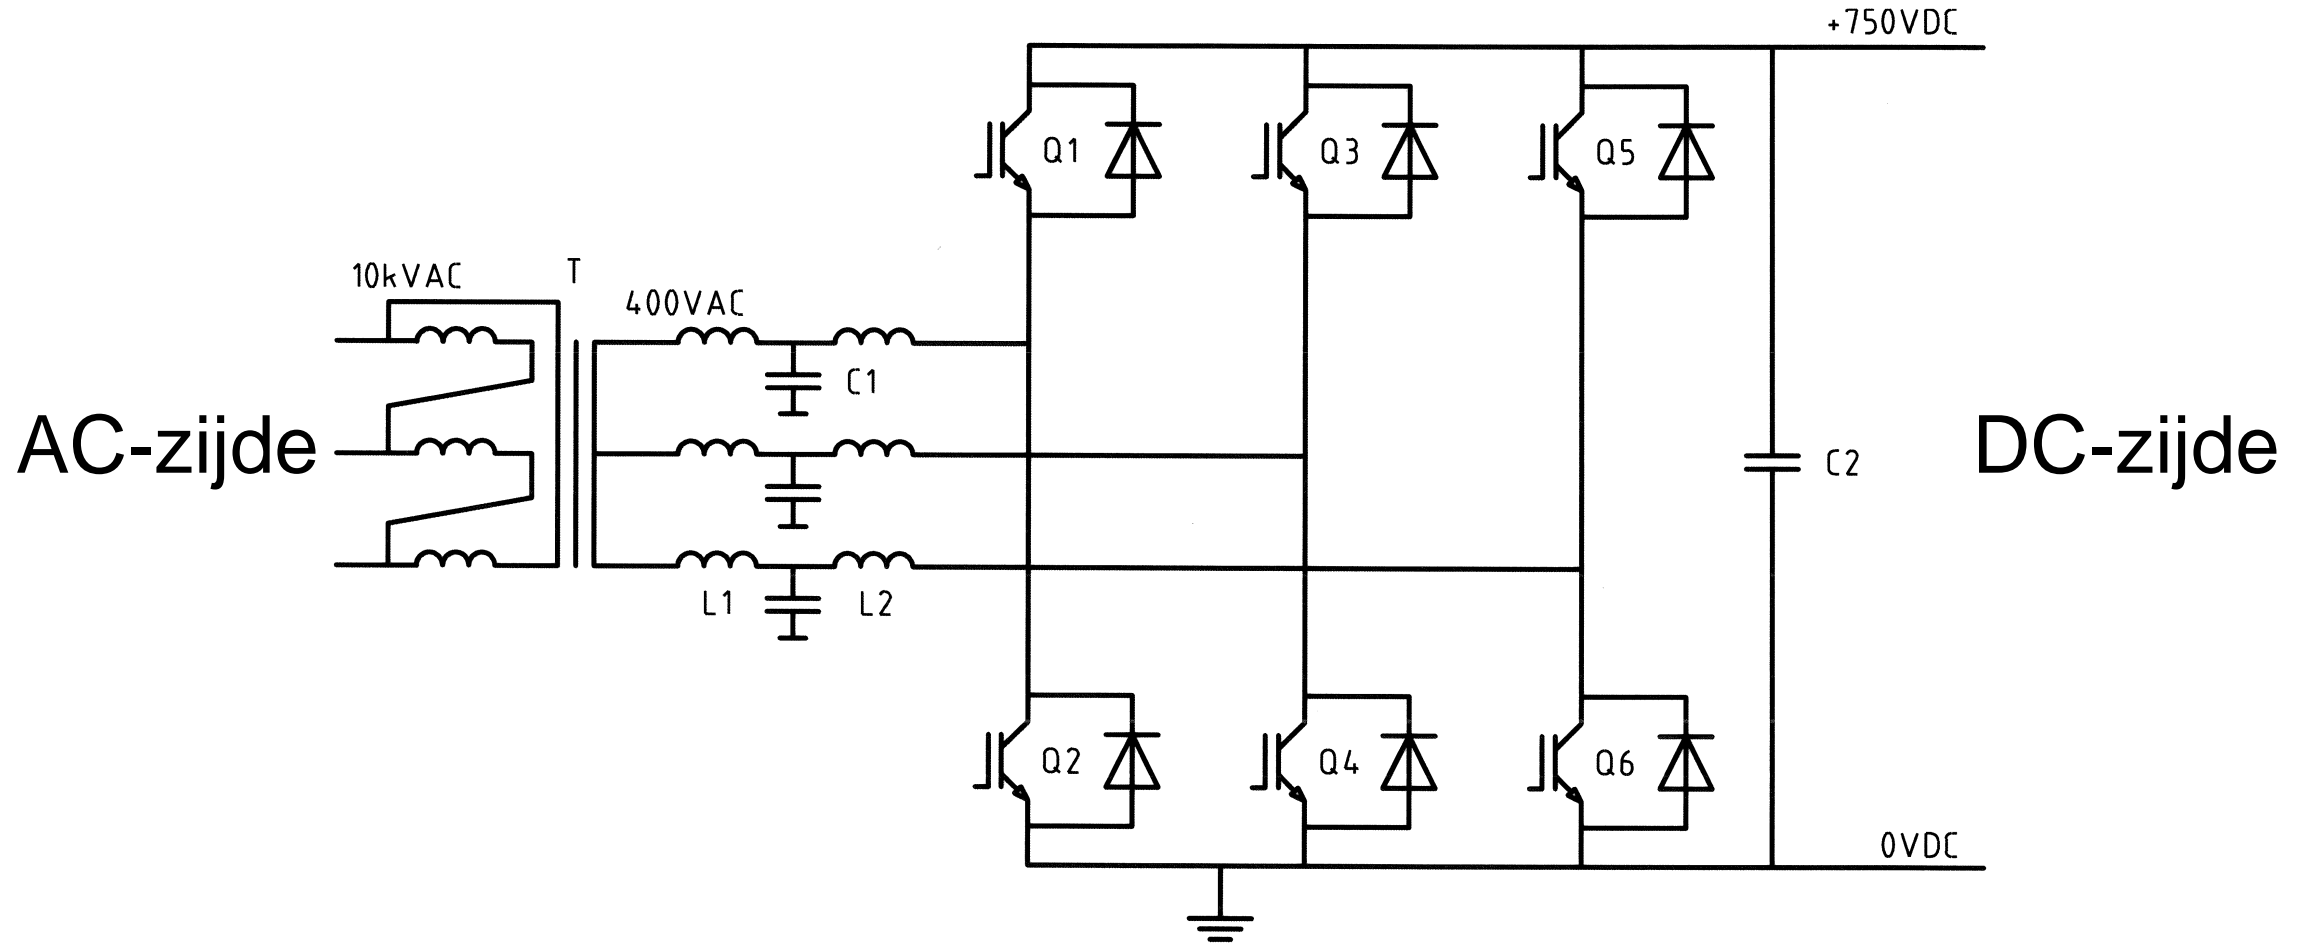 +750VDC
Q1
Q3
Q5
10kVAC
T
400VAC
C1
AC-zijde
C2
DC-zijde
L1
L2
Q2
Q4
Q6
0VDC